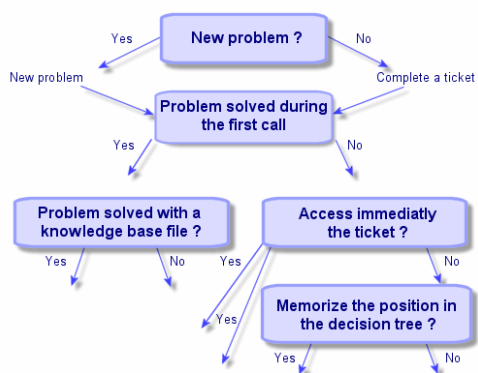 New problem ?
Yes
No
New problem
Complete a ticket
Problem solved during
the first call
Yes
No
Problem solved with a
knowledge base file ?
Access immediatly
the ticket ?
Yes
No
Yes
No
Yes
Memorize the position in
the decision tree ?
Yes
No